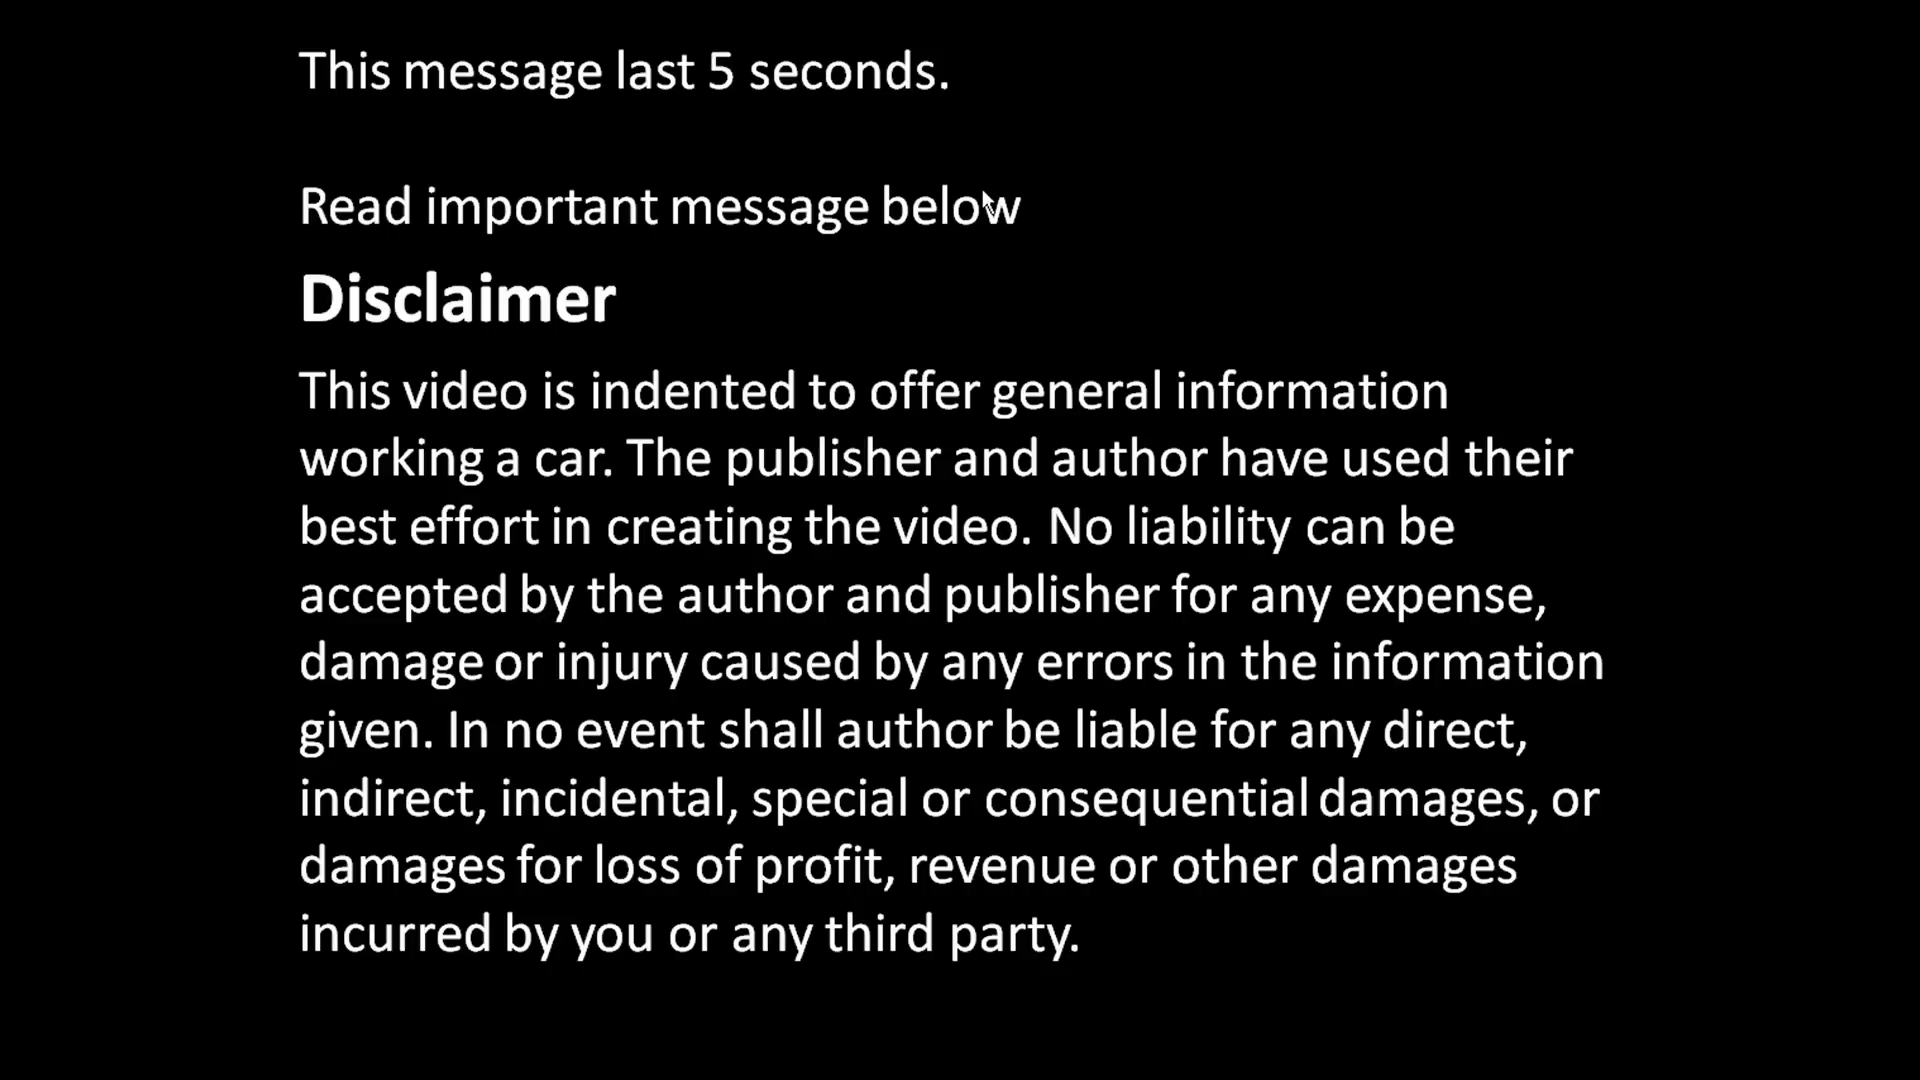 This message last 5 seconds.
Read important message below
Disclaimer
This video is indented to offer general information
working a car. The publisher and author have used their
best effort in creating the video. No liability can be
accepted by the author and publisher for any expense,
damage or injury caused by any errors in the information
given. In no event shall author be liable for any direct,
indirect, incidental, special or consequential damages, or
damages for loss of profit, revenue or other damages
incurred by you or any third party.